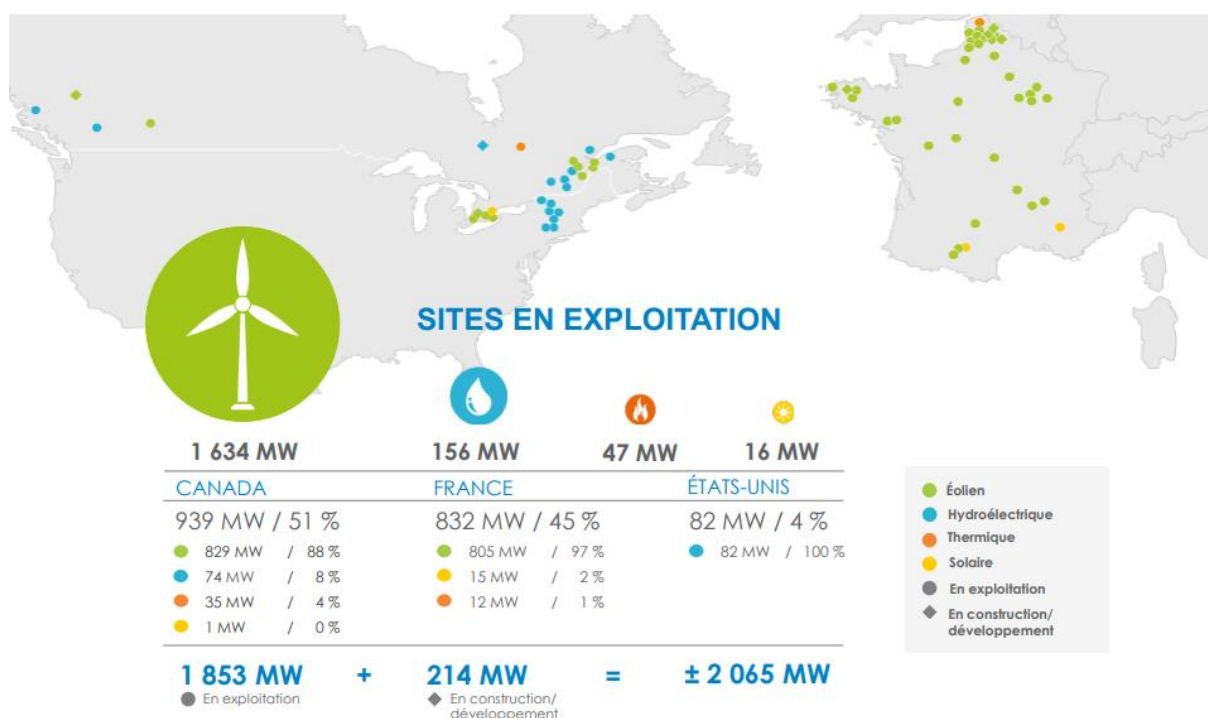 SITES EN EXPLOITATION
1 634 MW 156 MW 47 MW 16 MW
CANADA FRANCE ÉTATS-UNIS
939 MW / 51 % 832 MW / 45 % 82 MW / 4 %
829 MW / 88 % 805 MW / 97 % 82 MW / 100 %
74 MW / 8 % 15 MW / 2 %
35 MW / 4 % 12 MW / 1 %
1 MW / 0 %
1 853 MW + 214 MW = ± 2 065 MW
En exploitation En construction/
développement
Éolien
Hydroélectrique
Thermique
Solaire
En exploitation
En construction/
développement